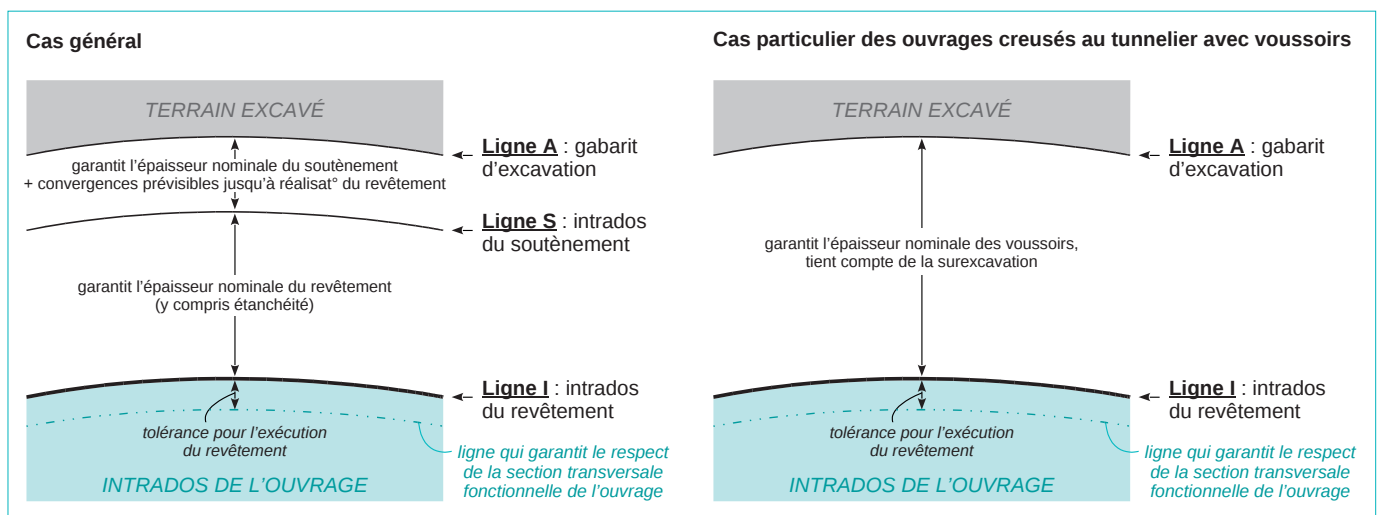 Cas général
TERRAIN EXCAVÉ
Ligne A : gabarit
d'excavation
garantit l'épaisseur nominale du soutènement
+ convergences prévisibles jusqu'à réalisat° du revêtement
Ligne S : intrados
du soutènement
garantit l'épaisseur nominale du revêtement
(y compris étanchéité)
Ligne I : intrados
du revêtement
tolérance pour l'exécution
du revêtement
ligne qui garantit le respect
de la section transversale
fonctionnelle de l'ouvrage
INTRADOS DE L'OUVRAGE
Cas particulier des ouvrages creusés au tunnelier avec voussoirs
TERRAIN EXCAVÉ
Ligne A : gabarit
d'excavation
garantit l'épaisseur nominale des voussoirs,
tient compte de la surexcavation
Ligne I : intrados
du revêtement
tolérance pour l'exécution
du revêtement
ligne qui garantit le respect
de la section transversale
fonctionnelle de l'ouvrage
INTRADOS DE L'OUVRAGE